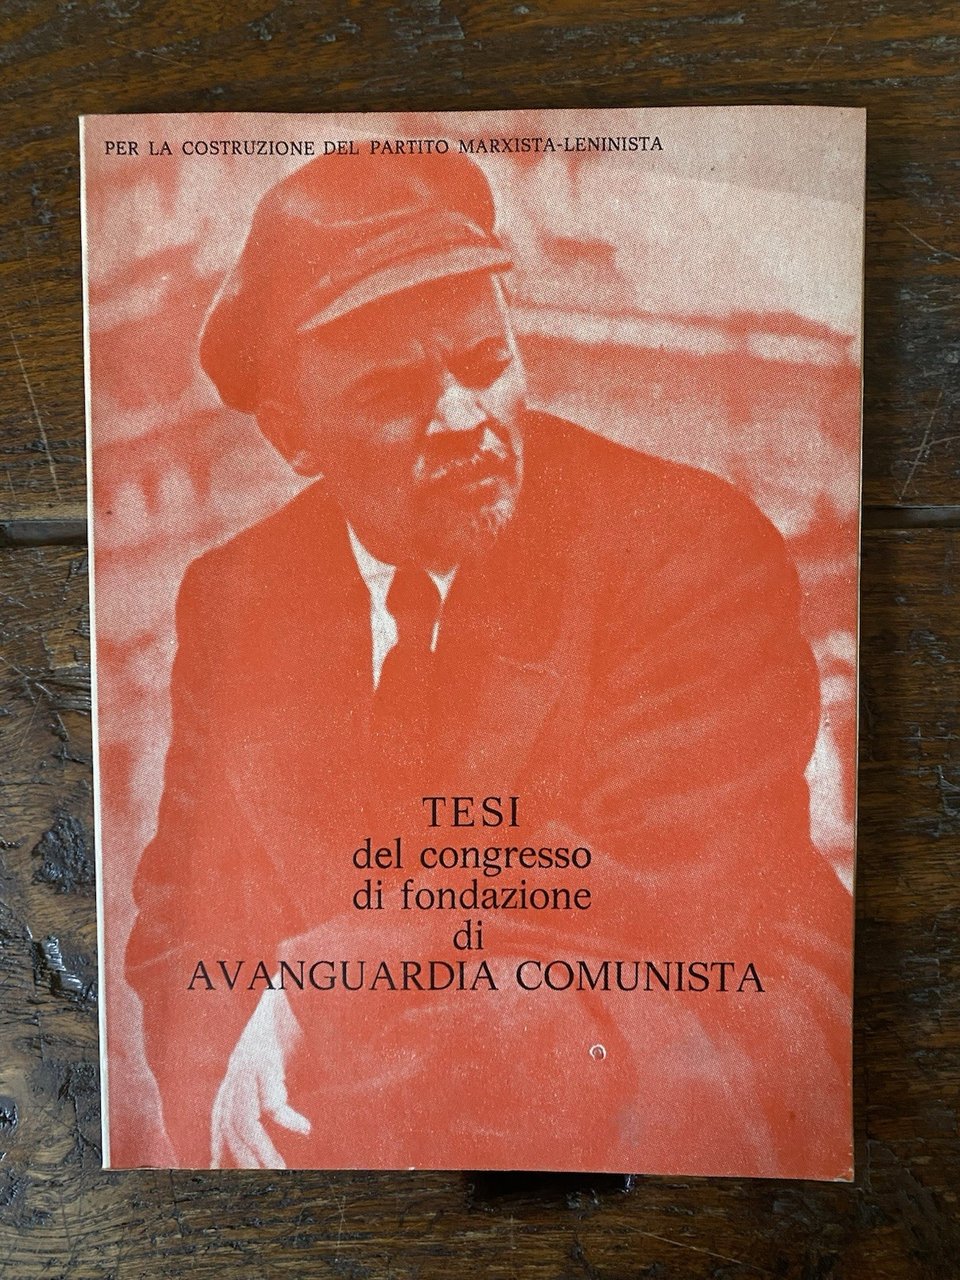 PER LA COSTRUZIONE DEL PARTITO MARXISTA-LENINISTA
TESI
del congresso
di fondazione
di
AVANGUARDIA COMUNISTA